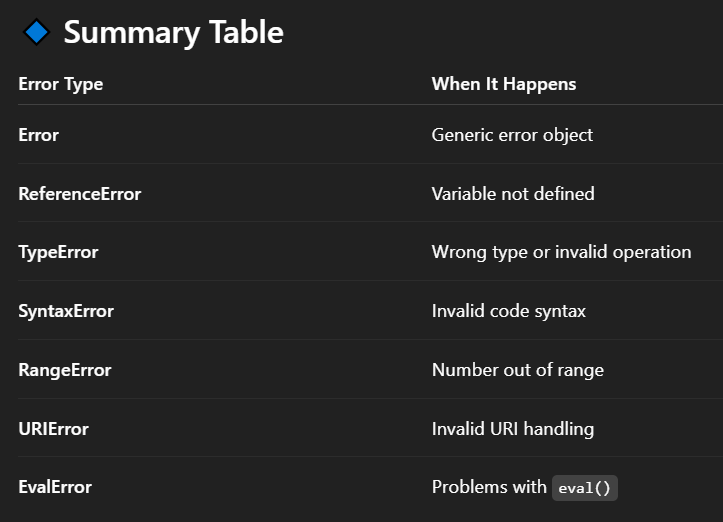 Summary Table
Error Type When It Happens
Error Generic error object
ReferenceError Variable not defined
TypeError Wrong type or invalid operation
SyntaxError Invalid code syntax
RangeError Number out of range
URIError Invalid URI handling
EvalError Problems with eval()